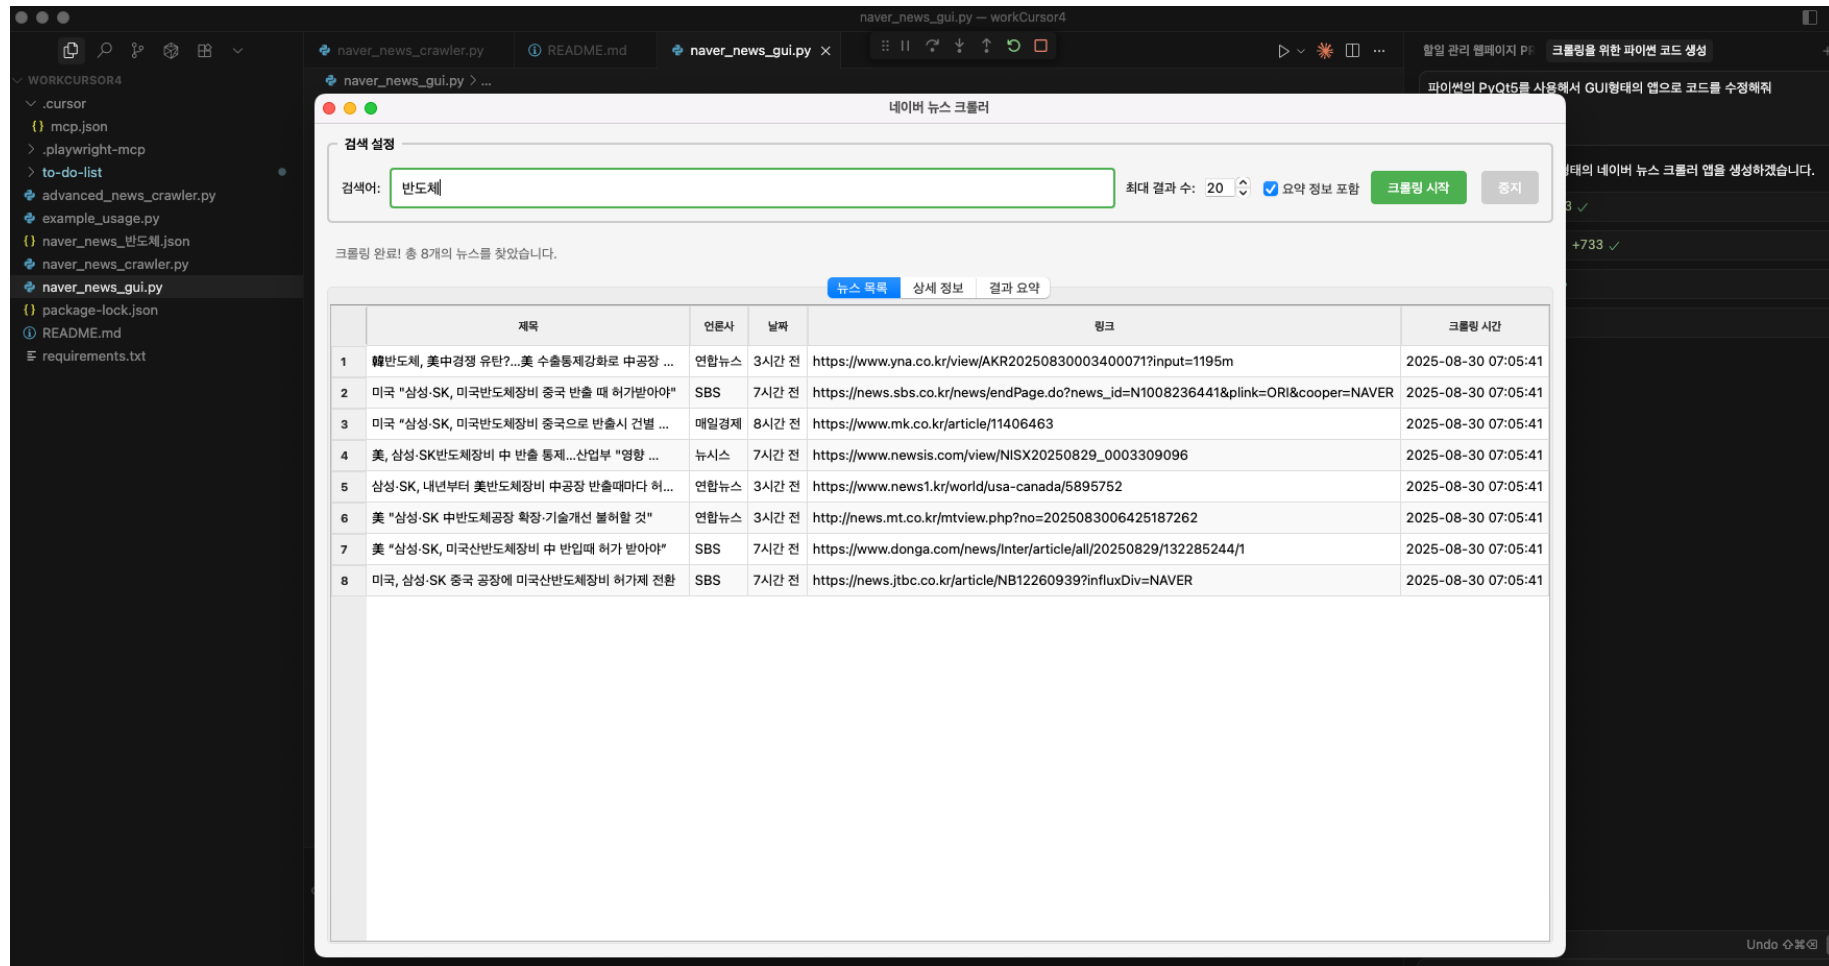 naver_news_gui.py — workCursor4
naver_news_crawler.py
README.md
naver_news_gui.py
할일 관리 웹페이지 PR
크롤링을 위한 파이썬 코드 생성
WORKCURSOR4
.cursor
mcp.json
.playwright-mcp
to-do-list
advanced_news_crawler.py
example_usage.py
naver_news_반도체.json
naver_news_crawler.py
naver_news_gui.py
package-lock.json
README.md
requirements.txt
naver_news_gui.py > ...
파이썬의 PyQt5를 사용해서 GUI형태의 앱으로 코드를 수정해줘
형태의 네이버 뉴스 크롤러 앱을 생성하겠습니다.
3 ✓
+733 ✓
네이버 뉴스 크롤러
검색 설정
검색어: 반도체
최대 결과 수: 20
요약 정보 포함
크롤링 시작
중지
크롤링 완료! 총 8개의 뉴스를 찾았습니다.
뉴스 목록 상세 정보 결과 요약
제목 언론사 날짜 링크 크롤링 시간
1 韓반도체, 美中경쟁 유탄?...美 수출통제강화로 中공장 ... 연합뉴스 3시간 전 https://www.yna.co.kr/view/AKR20250830003400071?input=1195m 2025-08-30 07:05:41
2 미국 "삼성·SK, 미국반도체장비 중국 반출 때 허가받아야" SBS 7시간 전 https://news.sbs.co.kr/news/endPage.do?news_id=N1008236441&plink=ORI&cooper=NAVER 2025-08-30 07:05:41
3 미국 “삼성·SK, 미국반도체장비 중국으로 반출시 건별 ... 매일경제 8시간 전 https://www.mk.co.kr/article/11406463 2025-08-30 07:05:41
4 美, 삼성·SK반도체장비 中 반출 통제...산업부 "영향 ... 뉴시스 7시간 전 https://www.newsis.com/view/NISX20250829_0003309096 2025-08-30 07:05:41
5 삼성·SK, 내년부터 美반도체장비 中공장 반출때마다 허... 연합뉴스 3시간 전 https://www.news1.kr/world/usa-canada/5895752 2025-08-30 07:05:41
6 美 "삼성·SK 中반도체공장 확장·기술개선 불허할 것" 연합뉴스 3시간 전 http://news.mt.co.kr/mtview.php?no=2025083006425187262 2025-08-30 07:05:41
7 美 “삼성·SK, 미국산반도체장비 中 반입때 허가 받아야” SBS 7시간 전 https://www.donga.com/news/Inter/article/all/20250829/132285244/1 2025-08-30 07:05:41
8 미국, 삼성·SK 중국 공장에 미국산반도체장비 허가제 전환 SBS 7시간 전 https://news.jtbc.co.kr/article/NB12260939?influxDiv=NAVER 2025-08-30 07:05:41
Undo ⇧⌘⌫